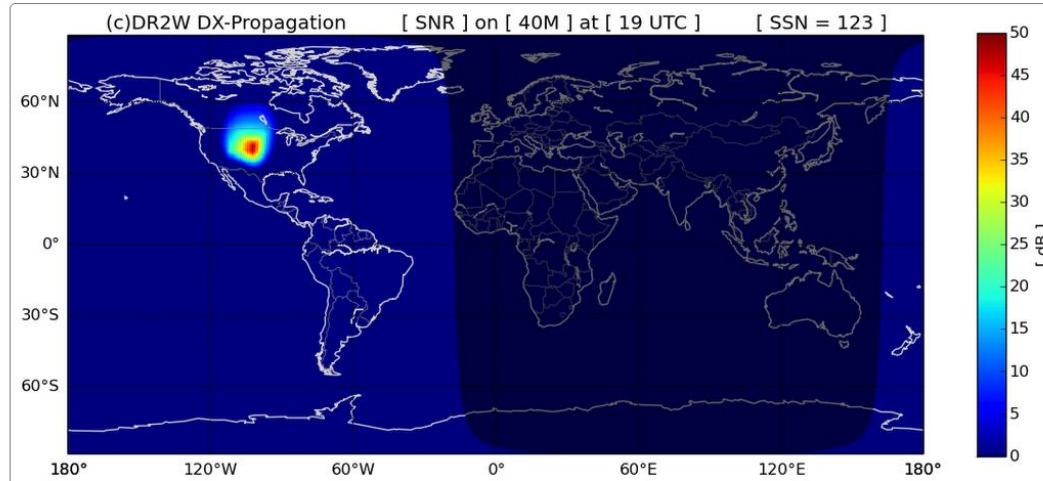 (c)DR2W DX-Propagation [ SNR ] on [ 40M ] at [ 19 UTC ] [ SSN = 123 ]
60°N
30°N
0°
30°S
60°S
180° 120°W 60°W 0° 60°E 120°E 180°
50
45
40
35
30
25
20
15
10
5
0
[ dB ]